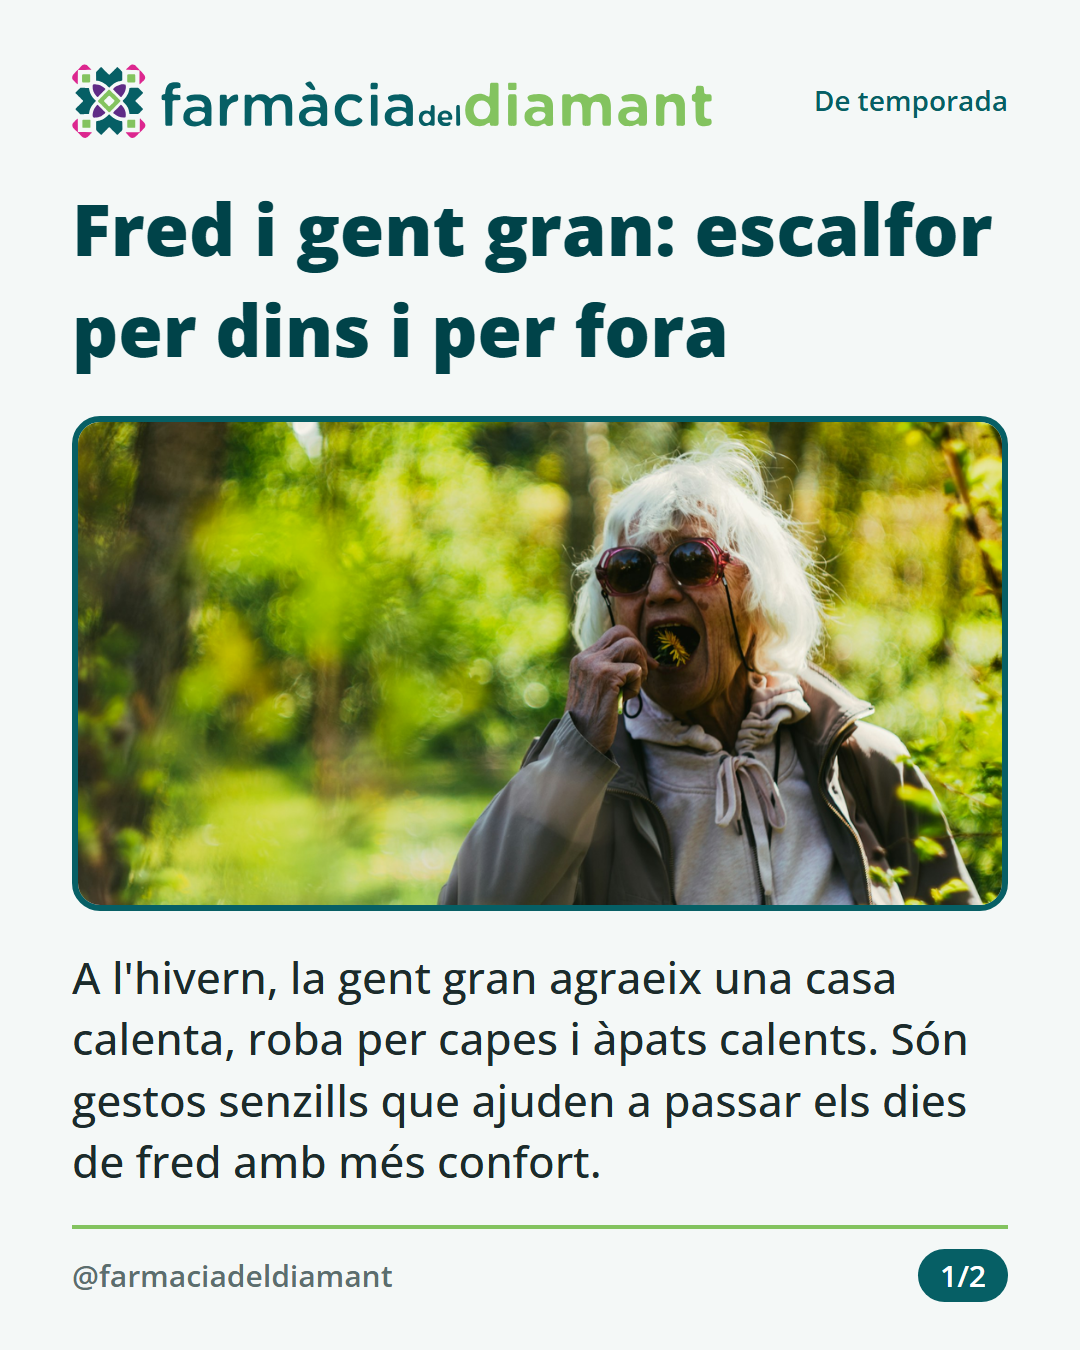 farmàciadeldiamant
De temporada
Fred i gent gran: escalfor
per dins i per fora
A l'hivern, la gent gran agraeix una casa
calenta, roba per capes i àpats calents. Són
gestos senzills que ajuden a passar els dies
de fred amb més confort.
@farmaciadeldiamant
1/2